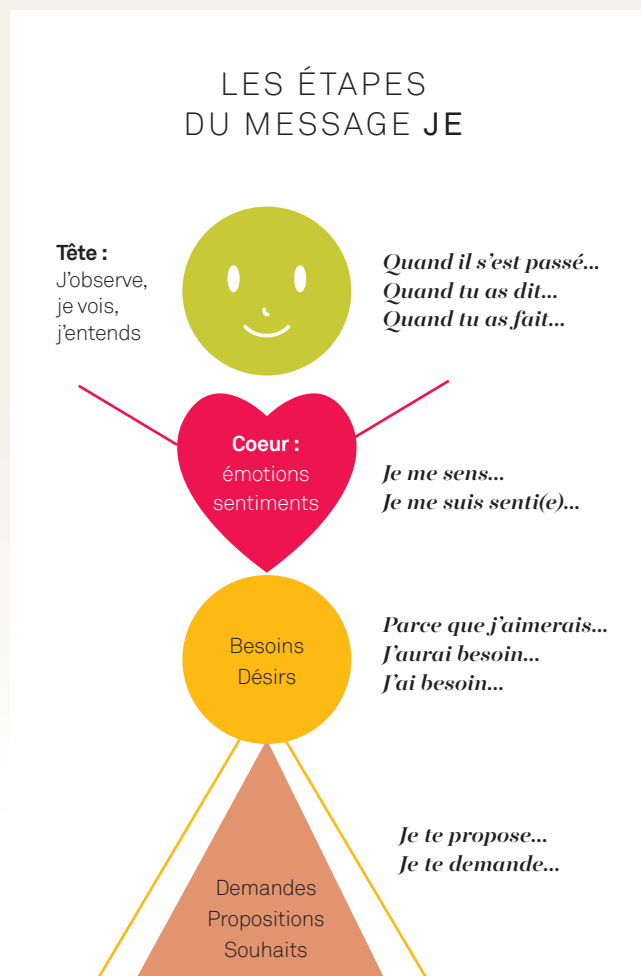 LES ÉTAPES
DU MESSAGE JE
Tête :
J'observe,
je vois,
j'entends
Quand il s'est passé...
Quand tu as dit...
Quand tu as fait...
Coeur :
émotions
sentiments
Je me sens...
Je me suis senti(e)...
Besoins
Désirs
Parce que j'aimerais...
J'aurai besoin...
J'ai besoin...
Je te propose...
Je te demande...
Demandes
Propositions
Souhaits